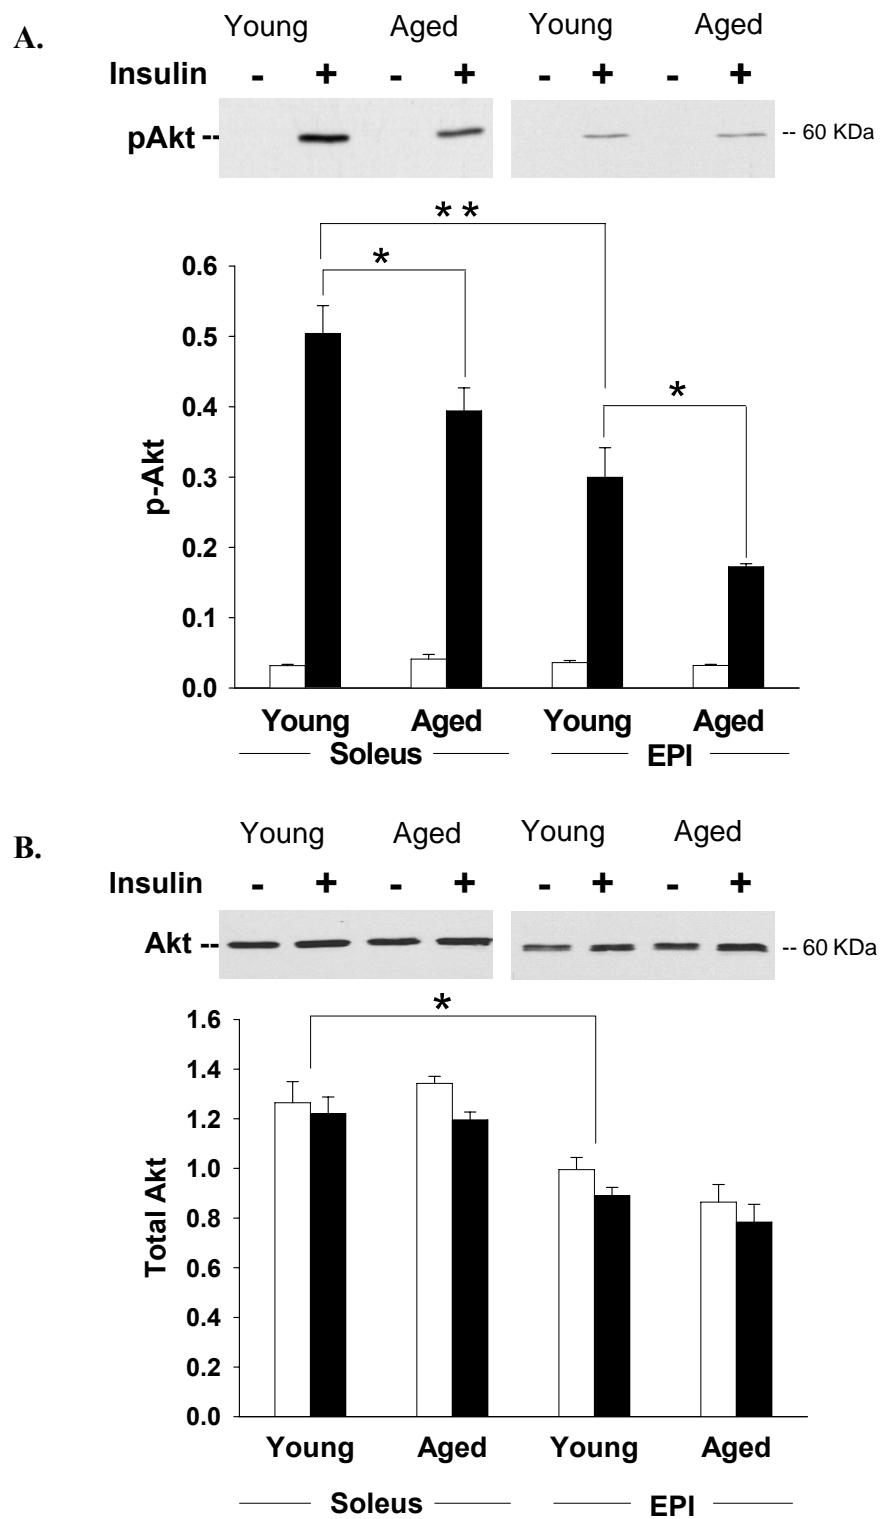 A.
Young Aged Young Aged
Insulin - + - + - + - +
pAkt -- -- 60 KDa
**
*
*
p-Akt
0.6
0.5
0.4
0.3
0.2
0.1
0.0
Young Aged Young Aged
Soleus EPI
B.
Young Aged Young Aged
Insulin - + - + - + - +
Akt -- -- 60 KDa
*
Total Akt
1.6
1.4
1.2
1.0
0.8
0.6
0.4
0.2
0.0
Young Aged Young Aged
Soleus EPI